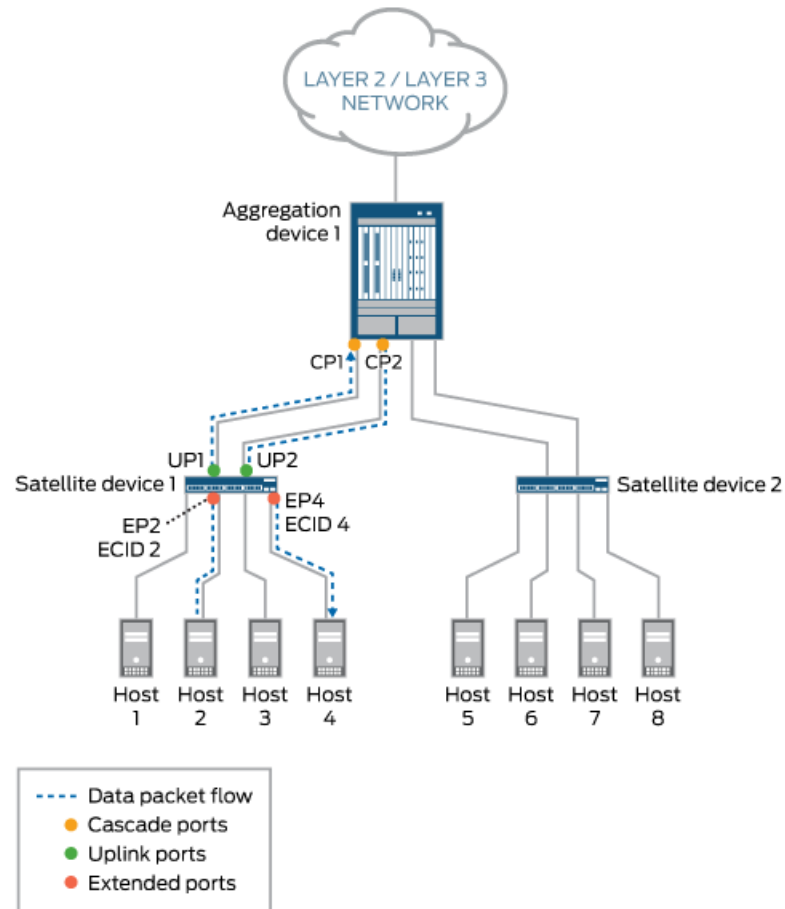 LAYER 2 / LAYER 3
NETWORK
Aggregation
device 1
CP1 CP2
UP1 UP2
Satellite device 1
Satellite device 2
EP2
ECID 2
EP4
ECID 4
Host
1
Host
2
Host
3
Host
4
Host
5
Host
6
Host
7
Host
8
Data packet flow
Cascade ports
Uplink ports
Extended ports